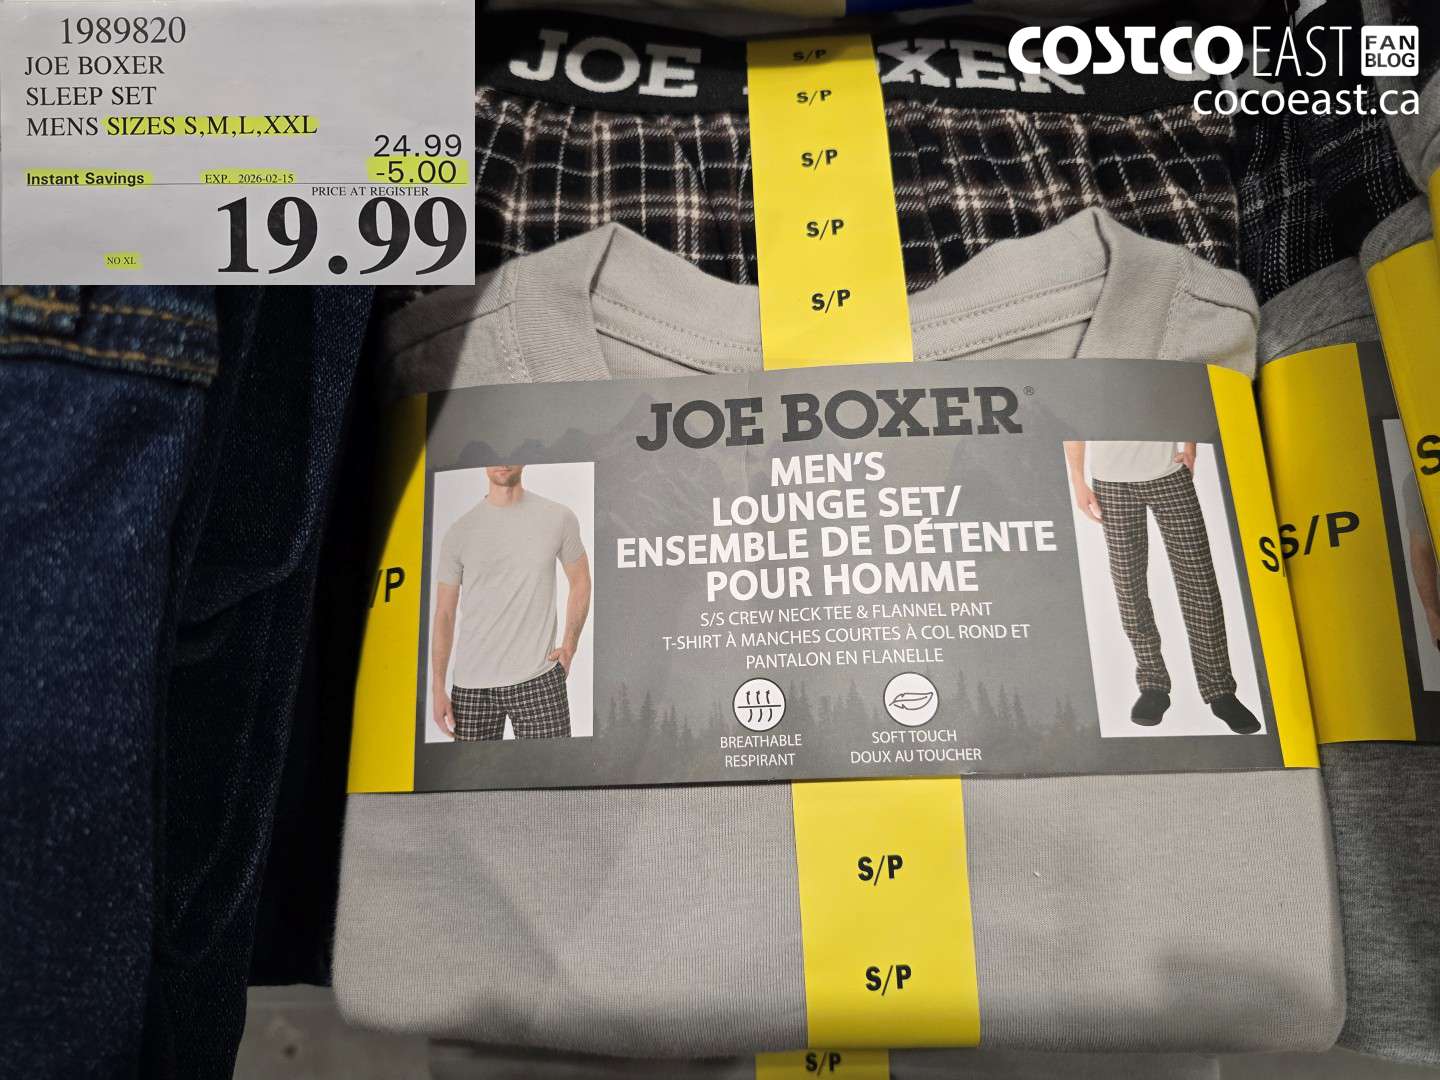 1989820
JOE BOXER
SLEEP SET
MENS SIZES S,M,L,XXL
24.99
Instant Savings EXP. 2026-02-15 -5.00
PRICE AT REGISTER
19.99
NO XL
COSTCO EAST FAN BLOG
cocoeast.ca
JOE BOXER
S/P
S/P
S/P
S/P
S/P
JOE BOXER®
MEN'S
LOUNGE SET/
ENSEMBLE DE DÉTENTE
POUR HOMME
S/S CREW NECK TEE & FLANNEL PANT
T-SHIRT À MANCHES COURTES À COL ROND ET
PANTALON EN FLANELLE
BREATHABLE
RESPIRANT
SOFT TOUCH
DOUX AU TOUCHER
/P
S
S/P
S
S/P
S/P
S/P